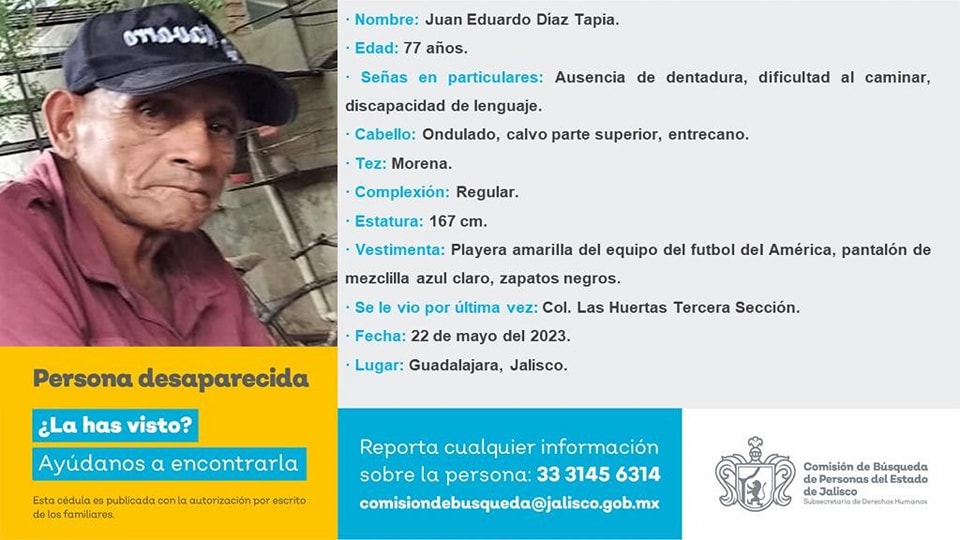 Navarro
· Nombre: Juan Eduardo Díaz Tapia.
· Edad: 77 años.
· Señas en particulares: Ausencia de dentadura, dificultad al caminar,
discapacidad de lenguaje.
· Cabello: Ondulado, calvo parte superior, entrecano.
· Tez: Morena.
· Complexión: Regular.
· Estatura: 167 cm.
· Vestimenta: Playera amarilla del equipo del futbol del América, pantalón de
mezclilla azul claro, zapatos negros.
· Se le vio por última vez: Col. Las Huertas Tercera Sección.
· Fecha: 22 de mayo del 2023.
· Lugar: Guadalajara, Jalisco.
Persona desaparecida
¿La has visto?
Ayúdanos a encontrarla
Esta cédula es publicada con la autorización por escrito
de los familiares.
Reporta cualquier información
sobre la persona: 33 3145 6314
comisiondebusqueda@jalisco.gob.mx
Comisión de Búsqueda
de Personas del Estado
de Jalisco
Subsecretaría de Derechos Humanos